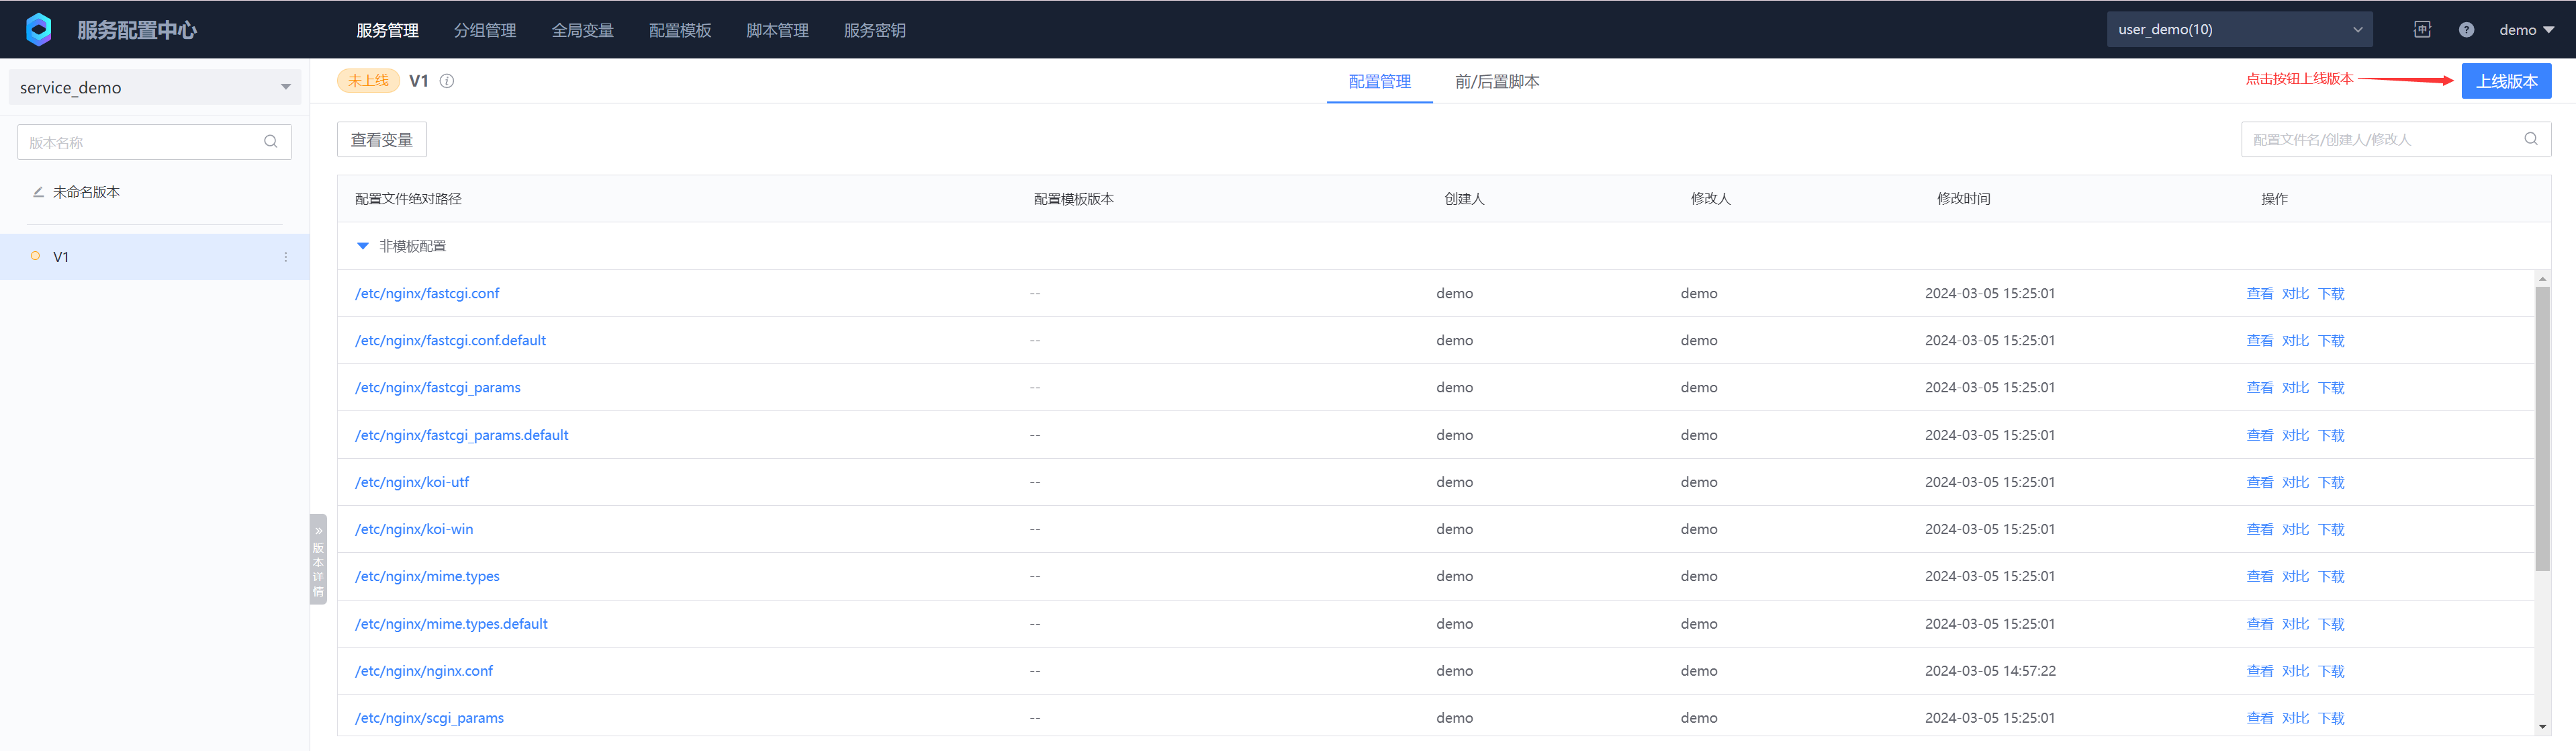 服务配置中心 服务管理 分组管理 全局变量 配置模板 脚本管理 服务密钥 user_demo(10) 中 ? demo
service_demo 未上线 V1 配置管理 前/后置脚本 点击按钮上线版本 上线版本
版本名称 查看变量 配置文件名/创建人/修改人
未命名版本 配置文件绝对路径 配置模板版本 创建人 修改人 修改时间 操作
V1 非模板配置
/etc/nginx/fastcgi.conf -- demo demo 2024-03-05 15:25:01 查看 对比 下载
/etc/nginx/fastcgi.conf.default -- demo demo 2024-03-05 15:25:01 查看 对比 下载
/etc/nginx/fastcgi_params -- demo demo 2024-03-05 15:25:01 查看 对比 下载
/etc/nginx/fastcgi_params.default -- demo demo 2024-03-05 15:25:01 查看 对比 下载
/etc/nginx/koi-utf -- demo demo 2024-03-05 15:25:01 查看 对比 下载
/etc/nginx/koi-win -- demo demo 2024-03-05 15:25:01 查看 对比 下载
版本详情
/etc/nginx/mime.types -- demo demo 2024-03-05 15:25:01 查看 对比 下载
/etc/nginx/mime.types.default -- demo demo 2024-03-05 15:25:01 查看 对比 下载
/etc/nginx/nginx.conf -- demo demo 2024-03-05 14:57:22 查看 对比 下载
/etc/nginx/scgi_params -- demo demo 2024-03-05 15:25:01 查看 对比 下载